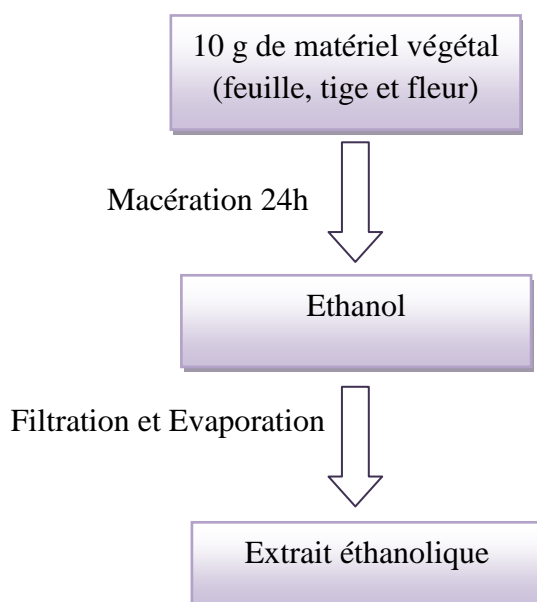 10 g de matériel végétal
(feuille, tige et fleur)
Macération 24h
Ethanol
Filtration et Evaporation
Extrait éthanolique